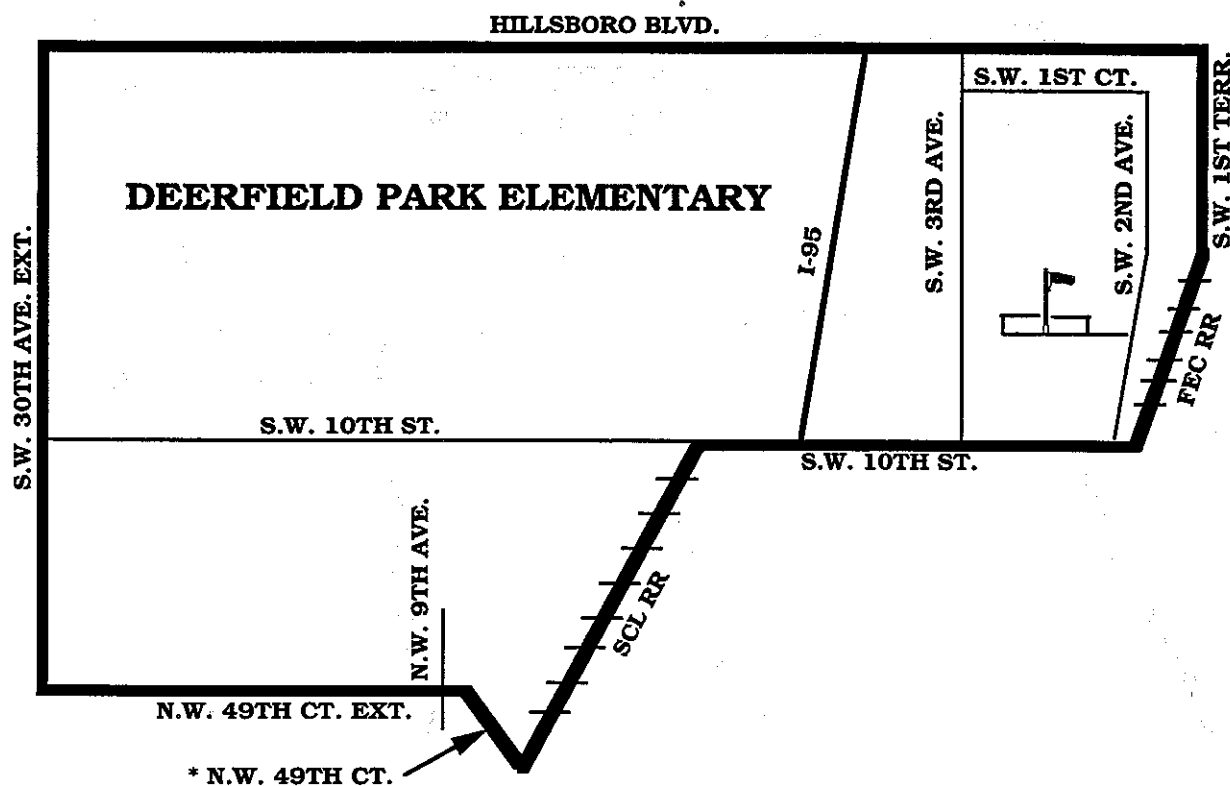 HILLSBORO BLVD.
S.W. 1ST CT.
S.W. 1ST TERR.
S.W. 3RD AVE.
S.W. 2ND AVE.
DEERFIELD PARK ELEMENTARY
I-95
S.W. 30TH AVE. EXT.
FEC RR
S.W. 10TH ST.
S.W. 10TH ST.
N.W. 9TH AVE.
SCL RR
N.W. 49TH CT. EXT.
* N.W. 49TH CT.